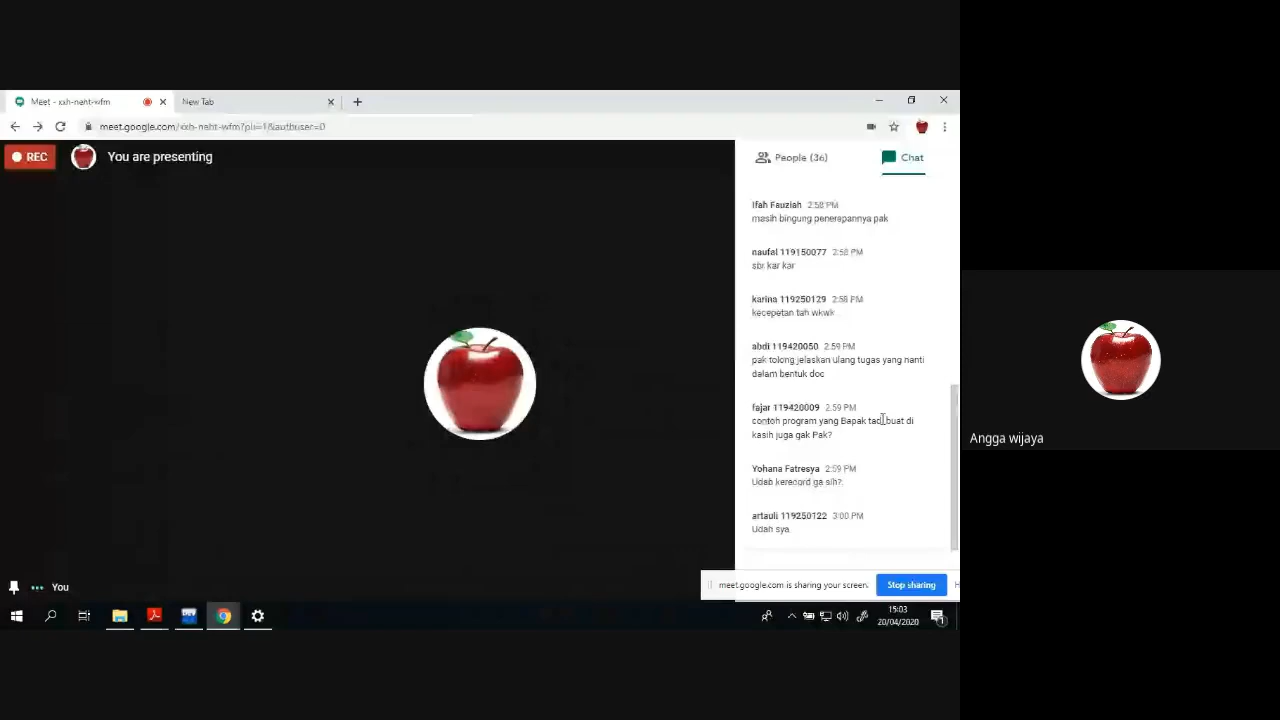 Meet - xxh-neht-wfm
New Tab
meet.google.com/xxh-neht-wfm?pli=1&authuser=0
REC
You are presenting
People (36)
Chat
Ifah Fauziah 2:58 PM
masih bingung penerepannya pak
naufal 119150077 2:58 PM
sbr kar kar
karina 119250129 2:58 PM
kecepetan tah wkwk
abdi 119420050 2:59 PM
pak tolong jelaskan ulang tugas yang nanti
dalam bentuk doc
fajar 119420009 2:59 PM
contoh program yang Bapak tadi buat di
kasih juga gak Pak?
Yohana Fatresya 2:59 PM
Udah kerecord ga sih?
artauli 119250122 3:00 PM
Udah sya
Angga wijaya
You
meet.google.com is sharing your screen.
Stop sharing
15:03
20/04/2020